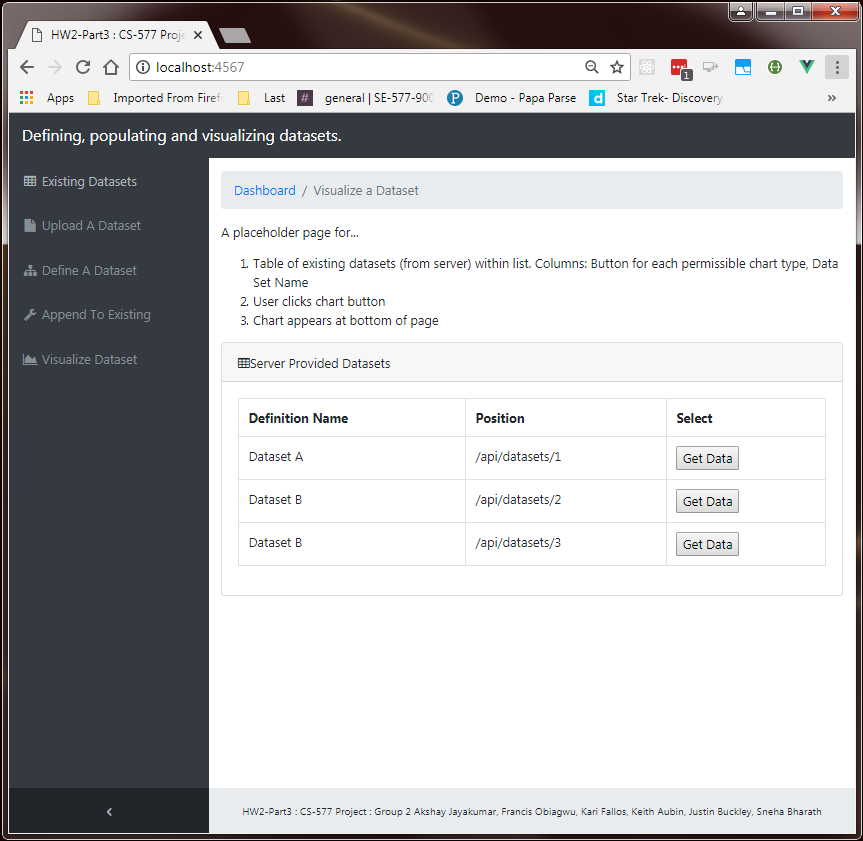 HW2-Part3 : CS-577 Proje
localhost:4567
1
Apps Imported From Firef Last # general | SE-577-900 P Demo - Papa Parse d Star Trek- Discovery »
Defining, populating and visualizing datasets.
Existing Datasets
Upload A Dataset
Define A Dataset
Append To Existing
Visualize Dataset
Dashboard / Visualize a Dataset
A placeholder page for...
1. Table of existing datasets (from server) within list. Columns: Button for each permissible chart type, Data
Set Name
2. User clicks chart button
3. Chart appears at bottom of page
Server Provided Datasets
Definition Name Position Select
Dataset A /api/datasets/1 Get Data
Dataset B /api/datasets/2 Get Data
Dataset B /api/datasets/3 Get Data
HW2-Part3 : CS-577 Project : Group 2 Akshay Jayakumar, Francis Obiagwu, Kari Fallos, Keith Aubin, Justin Buckley, Sneha Bharath